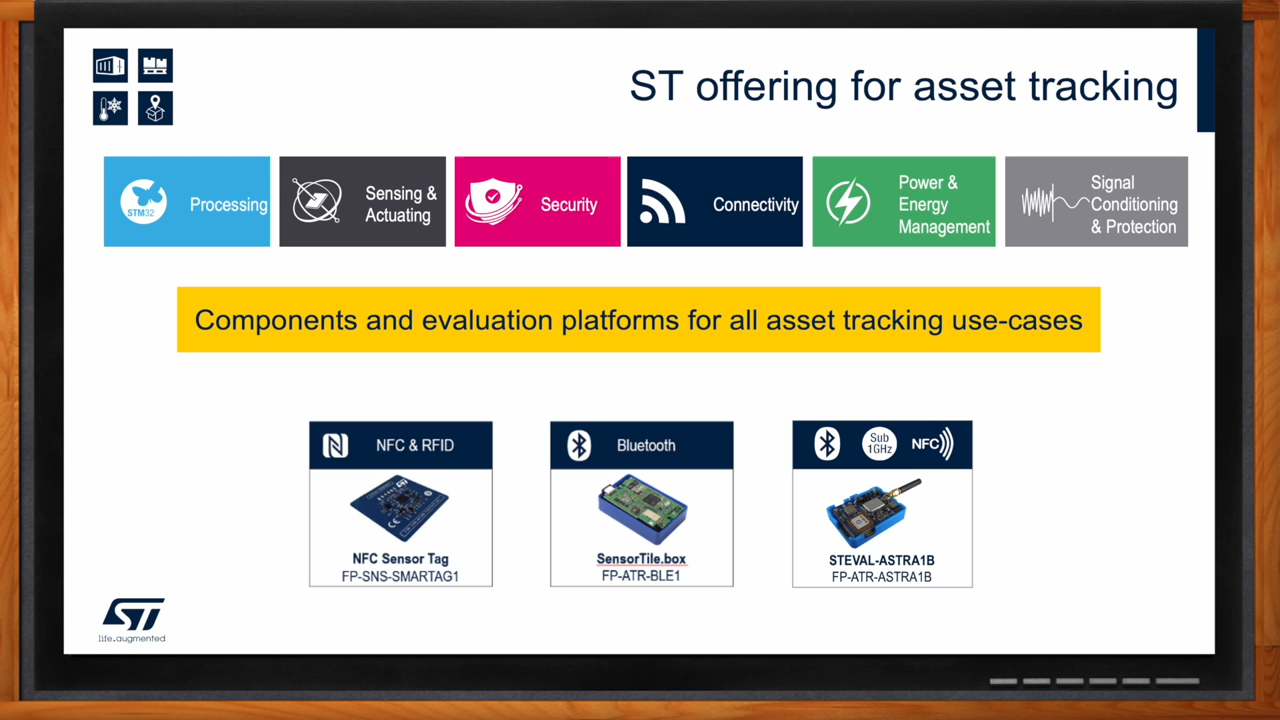 ST offering for asset tracking
STM32
Processing
Sensing &
Actuating
Security
Connectivity
Power &
Energy
Management
Signal
Conditioning
& Protection
Components and evaluation platforms for all asset tracking use-cases
NFC & RFID
NFC Sensor Tag
FP-SNS-SMARTAG1
Bluetooth
SensorTile.box
FP-ATR-BLE1
Sub
1GHz
NFC
STEVAL-ASTRA1B
FP-ATR-ASTRA1B
ST
life.augmented